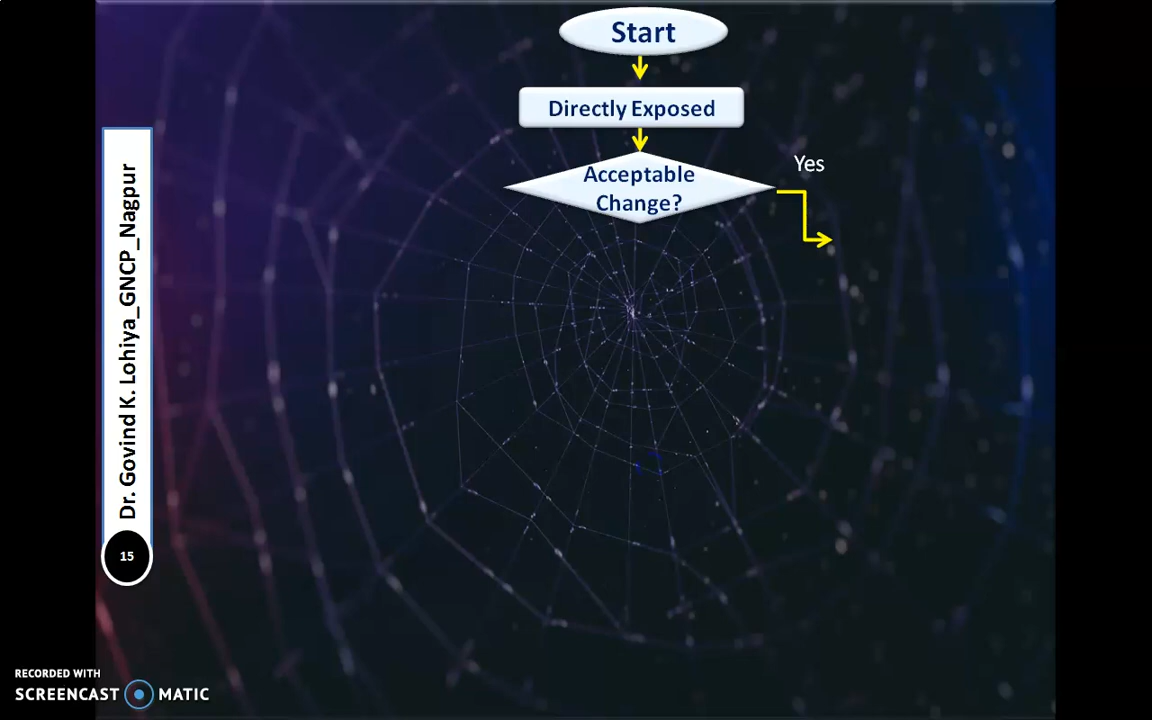 Start
Directly Exposed
Acceptable
Change?
Yes
Dr. Govind K. Lohiya_GNCP_Nagpur
15
RECORDED WITH
SCREENCAST MATIC